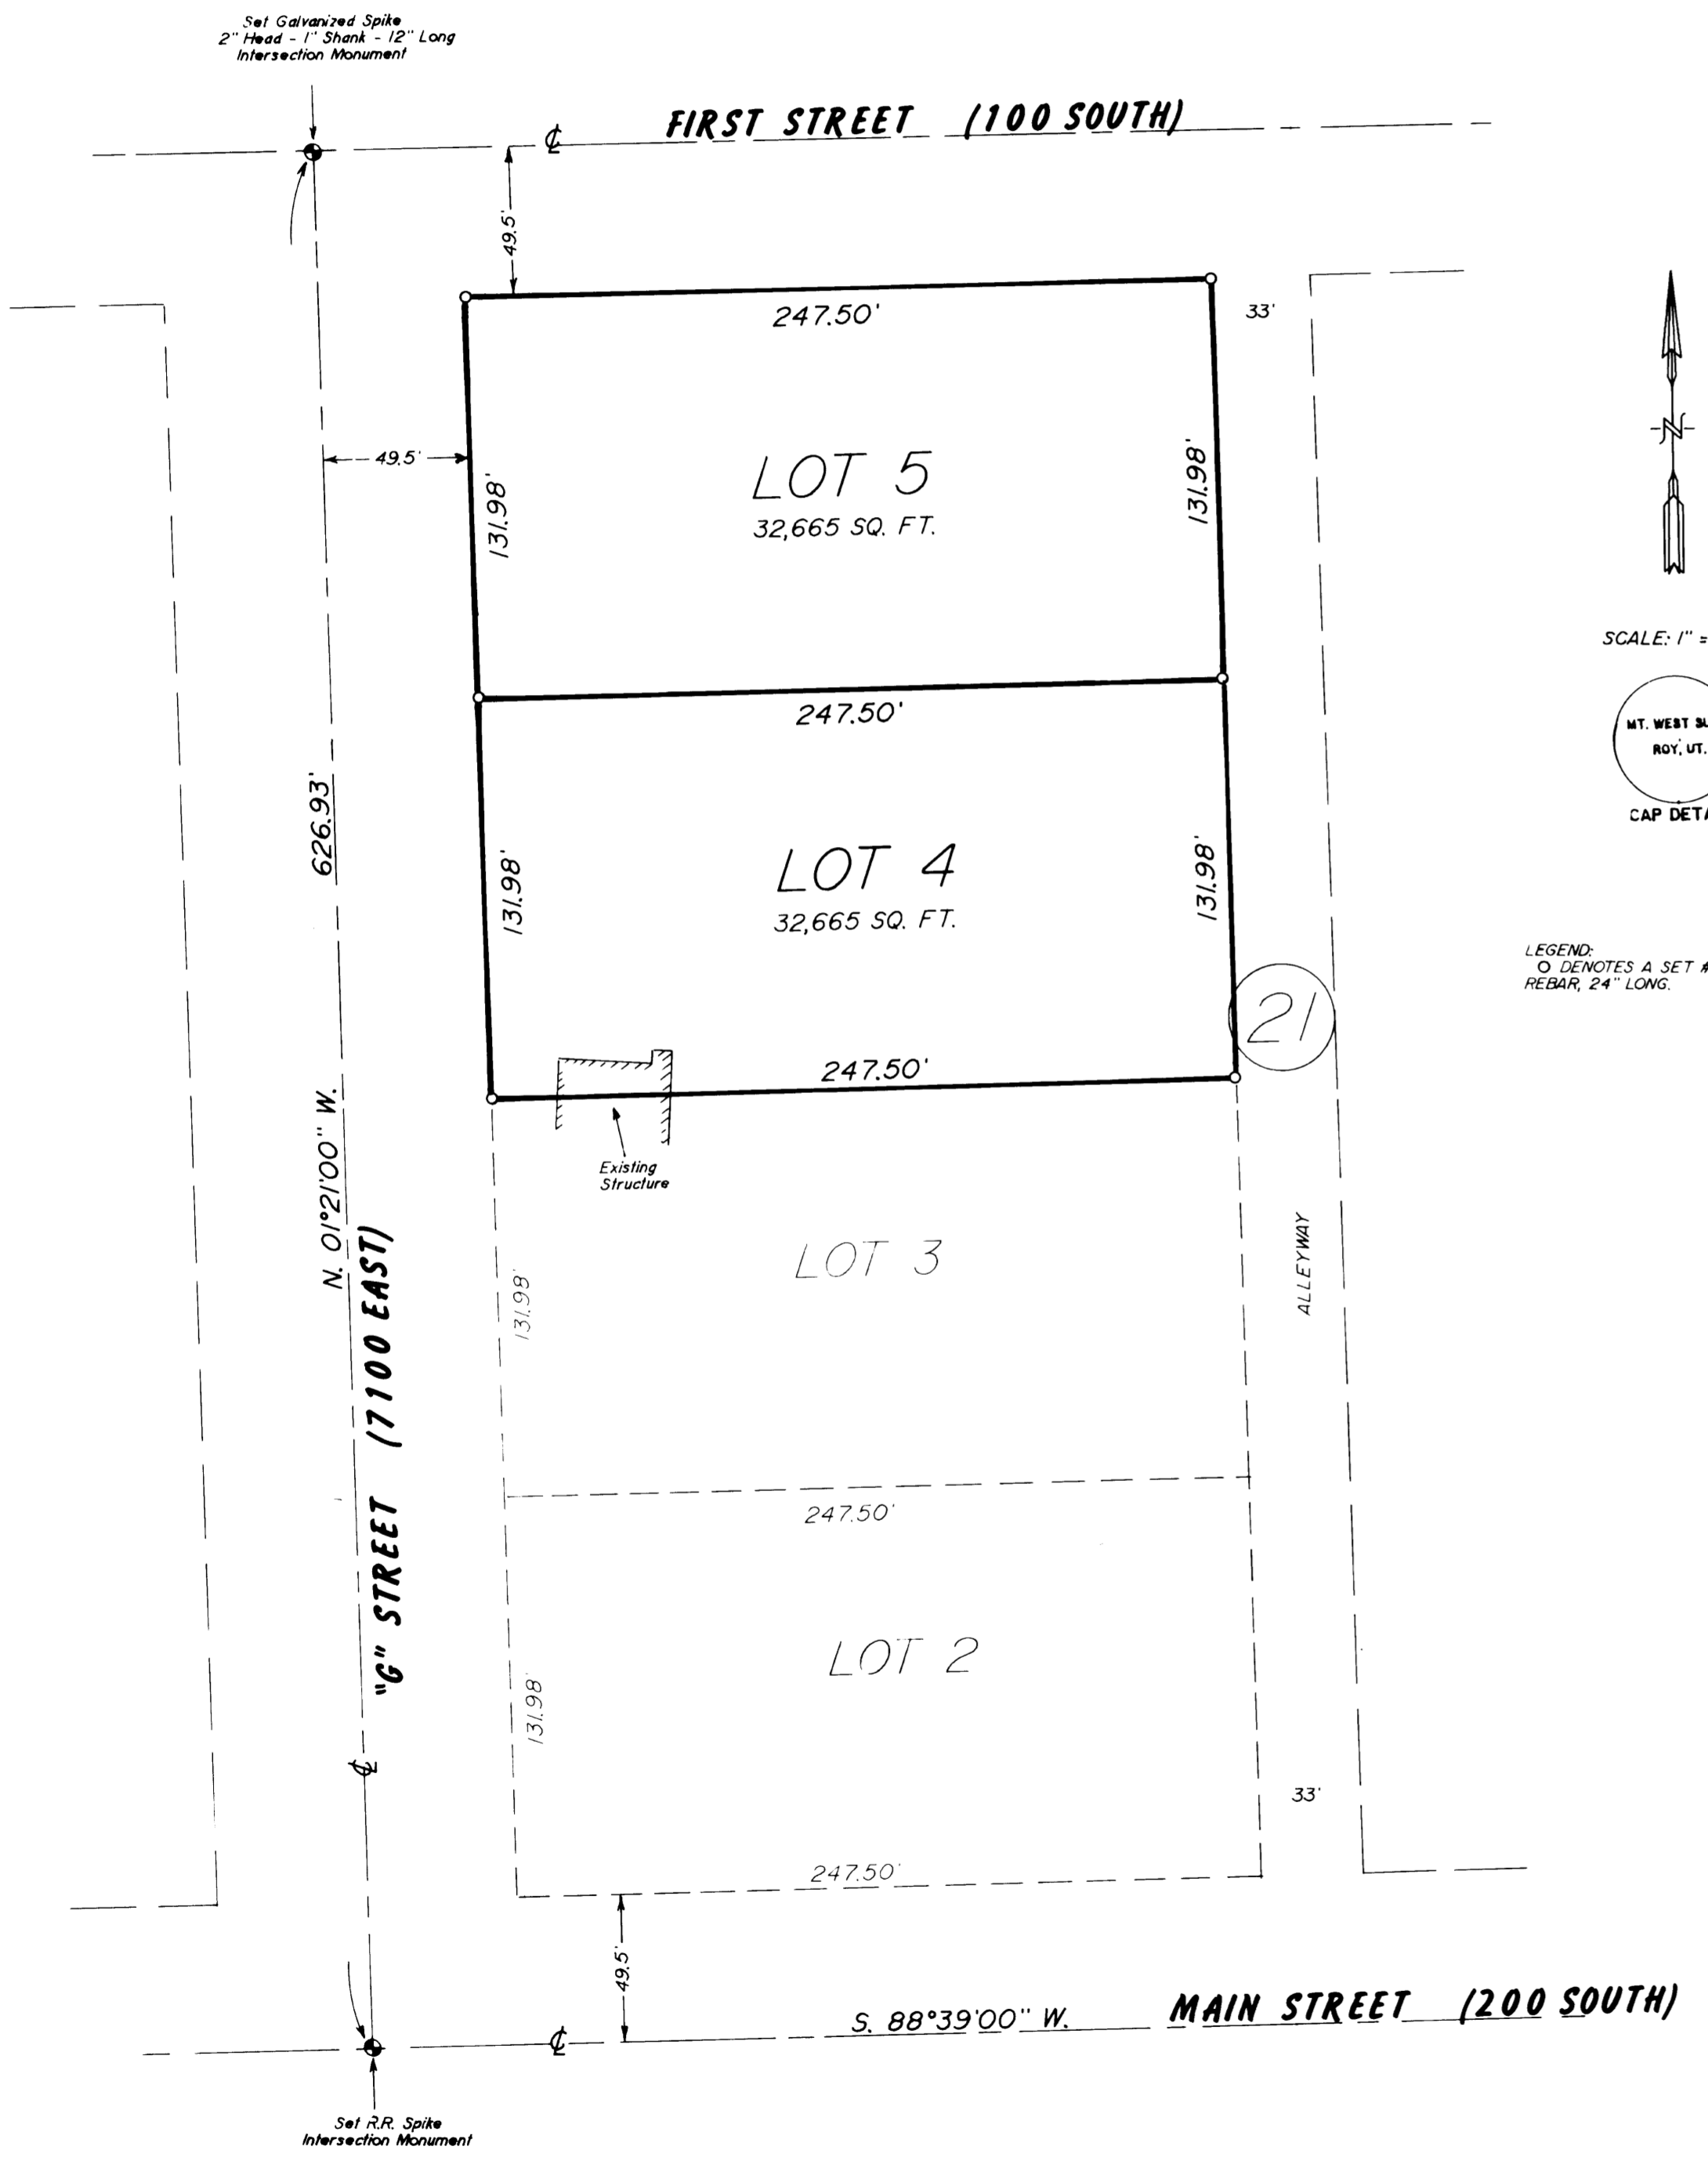 Set Galvanized Spike
2" Head - 1" Shank - 12" Long
Intersection Monument
FIRST STREET (100 SOUTH)
℄
49.5'
247.50'
33'
49.5'
131.98'
LOT 5
32,665 SQ. FT.
131.98'
SCALE: 1" =
247.50'
MT. WEST
ROY, UT.
CAP
626.93'
131.98'
LOT 4
32,665 SQ. FT.
131.98'
LEGEND:
O DENOTES A SET #
REBAR, 24" LONG.
21
247.50'
N. 01°21'00" W.
Existing
Structure
"G" STREET (7100 EAST)
131.98'
LOT 3
ALLEYWAY
247.50'
131.98'
LOT 2
33'
℄
247.50'
49.5'
℄
S. 88°39'00" W.
MAIN STREET (200 SOUTH)
Set R.R. Spike
Intersection Monument
N